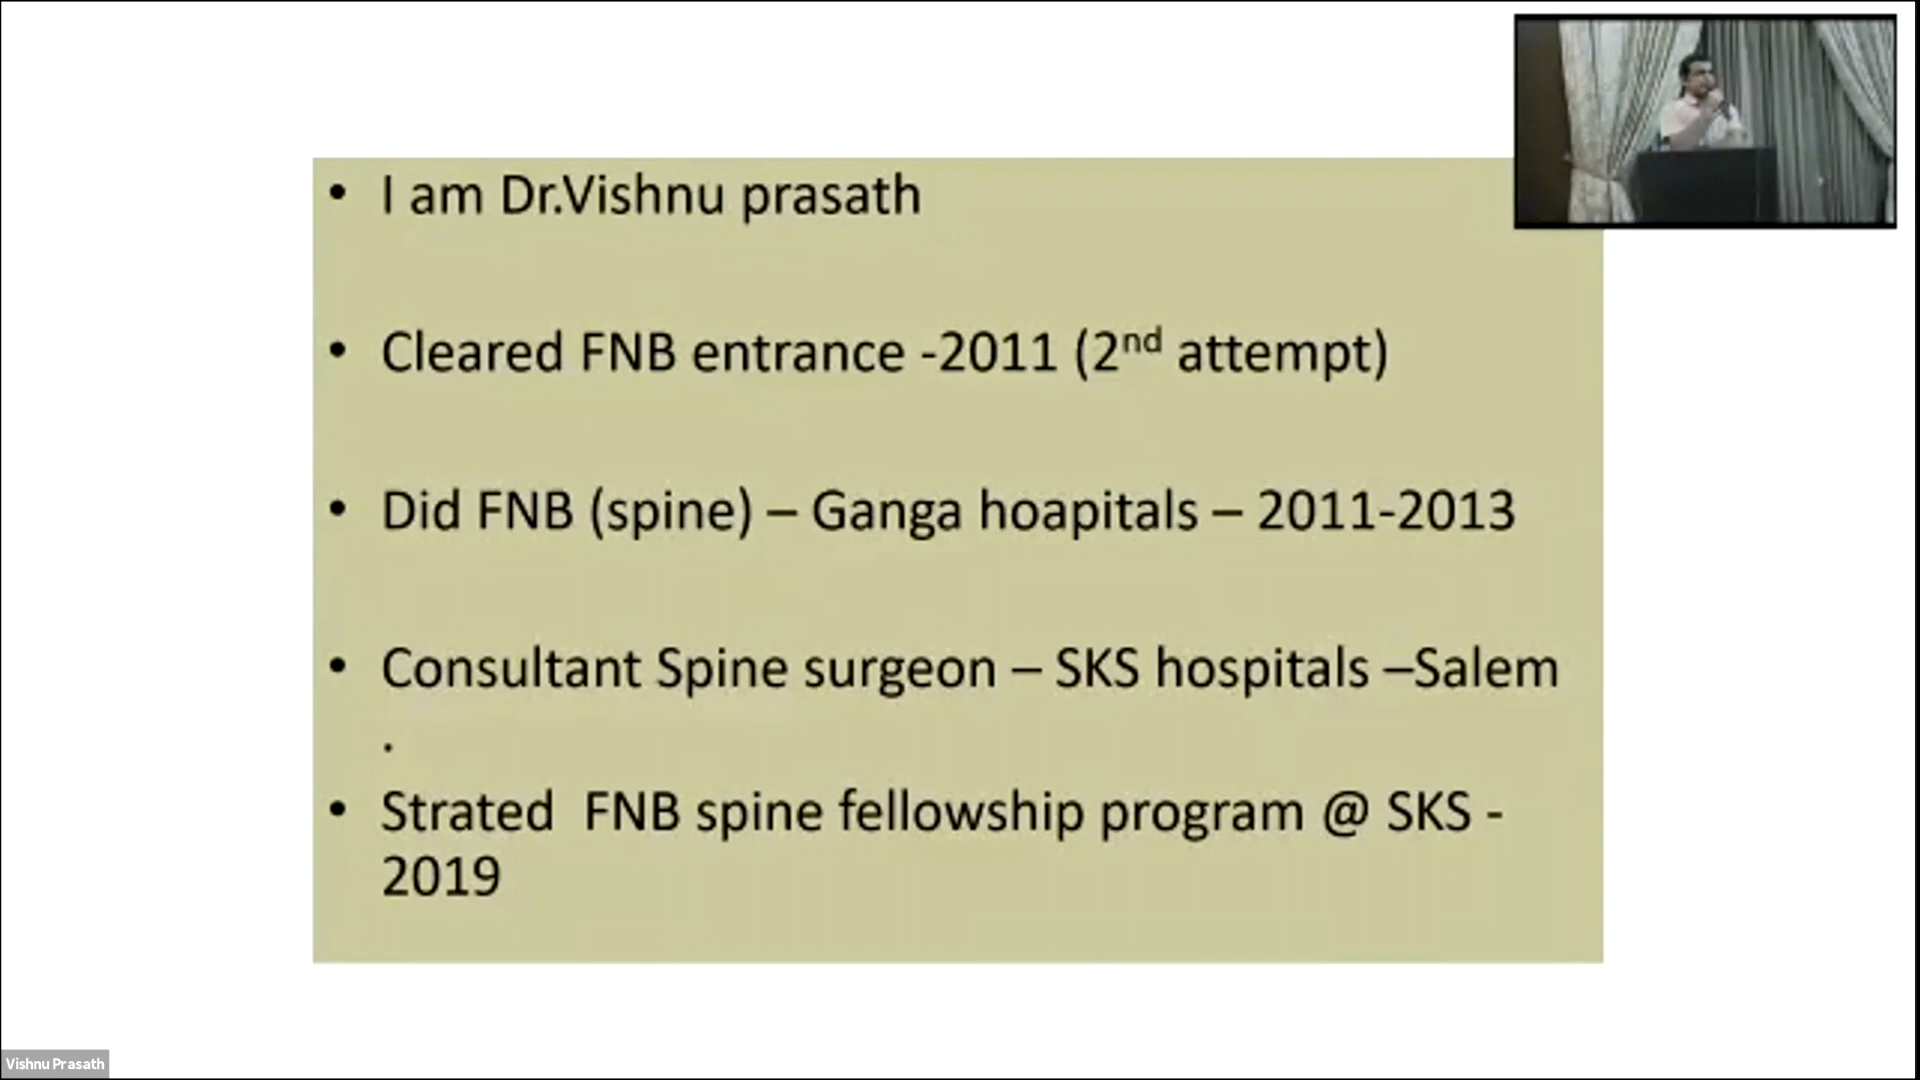 • I am Dr.Vishnu prasath
• Cleared FNB entrance -2011 (2nd attempt)
• Did FNB (spine) – Ganga hoapitals – 2011-2013
• Consultant Spine surgeon – SKS hospitals –Salem
.
• Strated  FNB spine fellowship program @ SKS -
2019
Vishnu Prasath